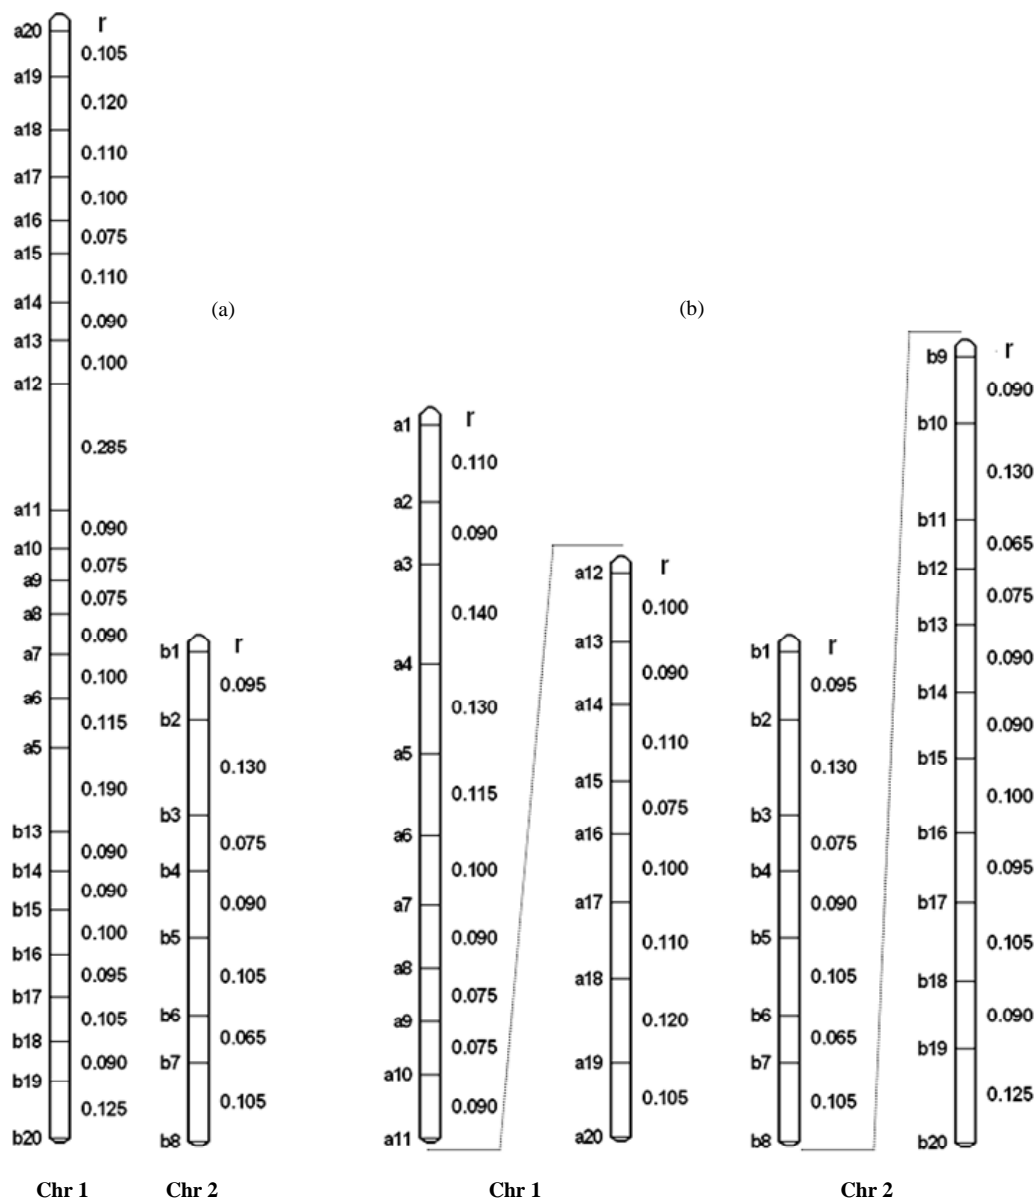 a20 r
0.105
a19
0.120
a18
0.110
a17
0.100
a16
0.075
a15
0.110
a14
0.090
a13
0.100
a12
0.285
a11
0.090
a10
0.075
a9
0.075
a8
0.090
a7
0.100
a6
0.115
a5
0.190
b13
0.090
b14
0.090
b15
0.100
b16
0.095
b17
0.105
b18
0.090
b19
0.125
b20
Chr 1
(a)
b1 r
0.095
b2
0.130
b3
0.075
b4
0.090
b5
0.105
b6
0.065
b7
0.105
b8
Chr 2
(b)
a1 r
0.110
a2
0.090
a3
0.140
a4
0.130
a5
0.115
a6
0.100
a7
0.090
a8
0.075
a9
0.075
a10
0.090
a11
a12 r
0.100
a13
0.090
a14
0.110
a15
0.075
a16
0.100
a17
0.110
a18
0.120
a19
0.105
a20
Chr 1
b1 r
0.095
b2
0.130
b3
0.075
b4
0.090
b5
0.105
b6
0.065
b7
0.105
b8
b9 r
0.090
b10
0.130
b11
0.065
b12
0.075
b13
0.090
b14
0.090
b15
0.100
b16
0.095
b17
0.105
b18
0.090
b19
0.125
b20
Chr 2